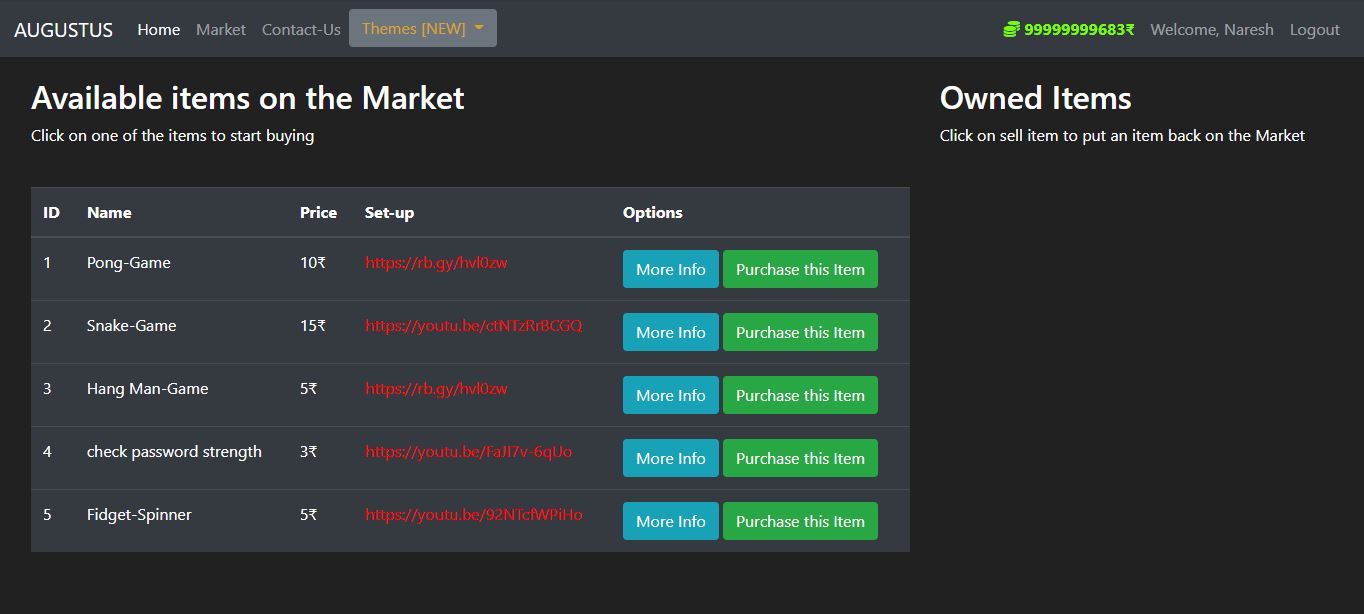 AUGUSTUS Home Market Contact-Us Themes [NEW] 99999999683₹ Welcome, Naresh Logout
Available items on the Market
Click on one of the items to start buying
ID Name Price Set-up Options
1 Pong-Game 10₹ https://rb.gy/hvl0zw More Info Purchase this Item
2 Snake-Game 15₹ https://youtu.be/ctNTzRrBCGQ More Info Purchase this Item
3 Hang Man-Game 5₹ https://rb.gy/hvl0zw More Info Purchase this Item
4 check password strength 3₹ https://youtu.be/FaJI7v-6qUo More Info Purchase this Item
5 Fidget-Spinner 5₹ https://youtu.be/92NTcfWPiHo More Info Purchase this Item
Owned Items
Click on sell item to put an item back on the Market